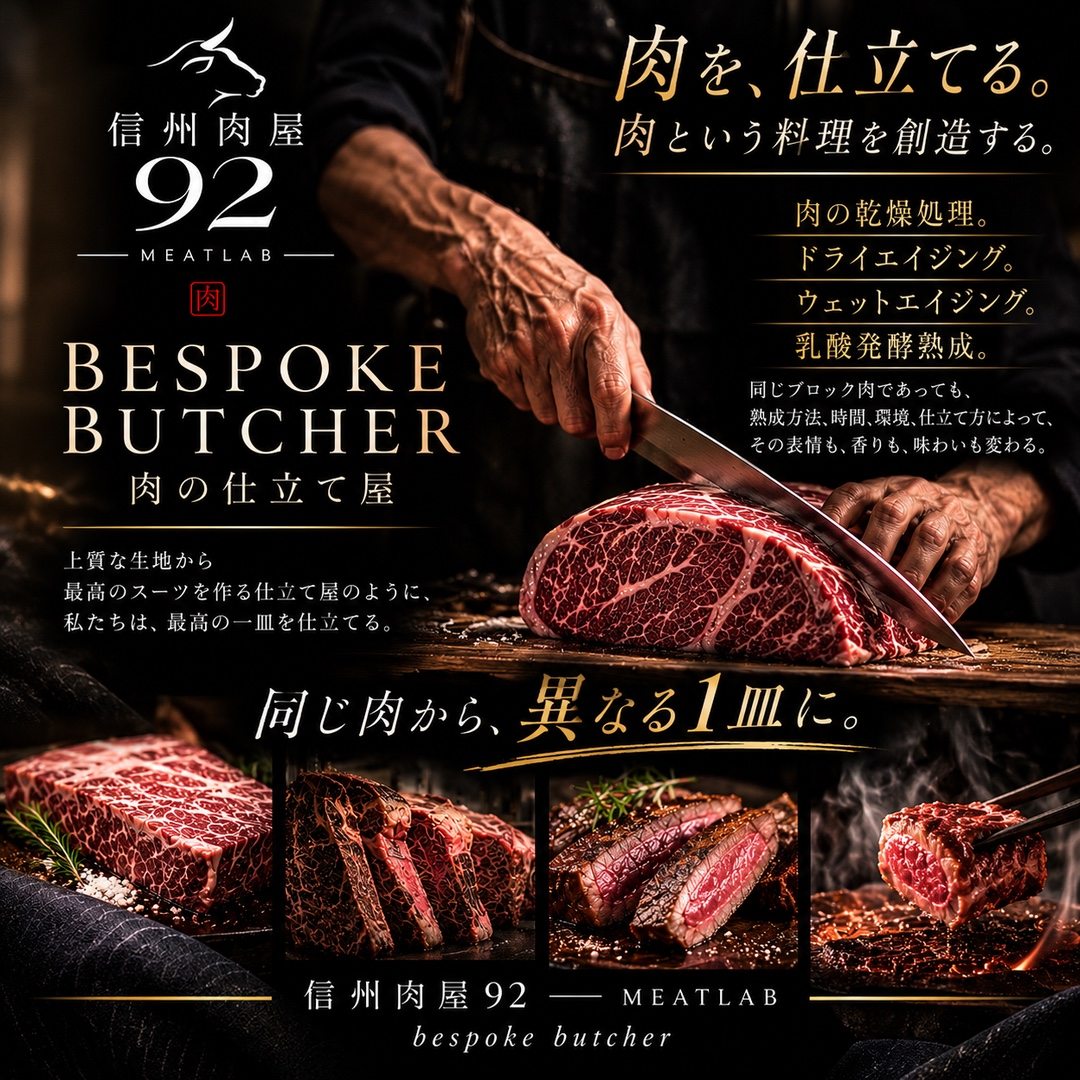 信州肉屋
92
MEATLAB
肉
BESPOKE
BUTCHER
肉の仕立て屋
上質な生地から
最高のスーツを作る仕立て屋のように、
私たちは、最高の一皿を仕立てる。
肉を、仕立てる。
肉という料理を創造する。
肉の乾燥処理。
ドライエイジング。
ウェットエイジング。
乳酸発酵熟成。
同じブロック肉であっても、
熟成方法、時間、環境、仕立て方によって、
その表情も、香りも、味わいも変わる。
同じ肉から、異なる1皿に。
信州肉屋92 — MEATLAB
bespoke butcher